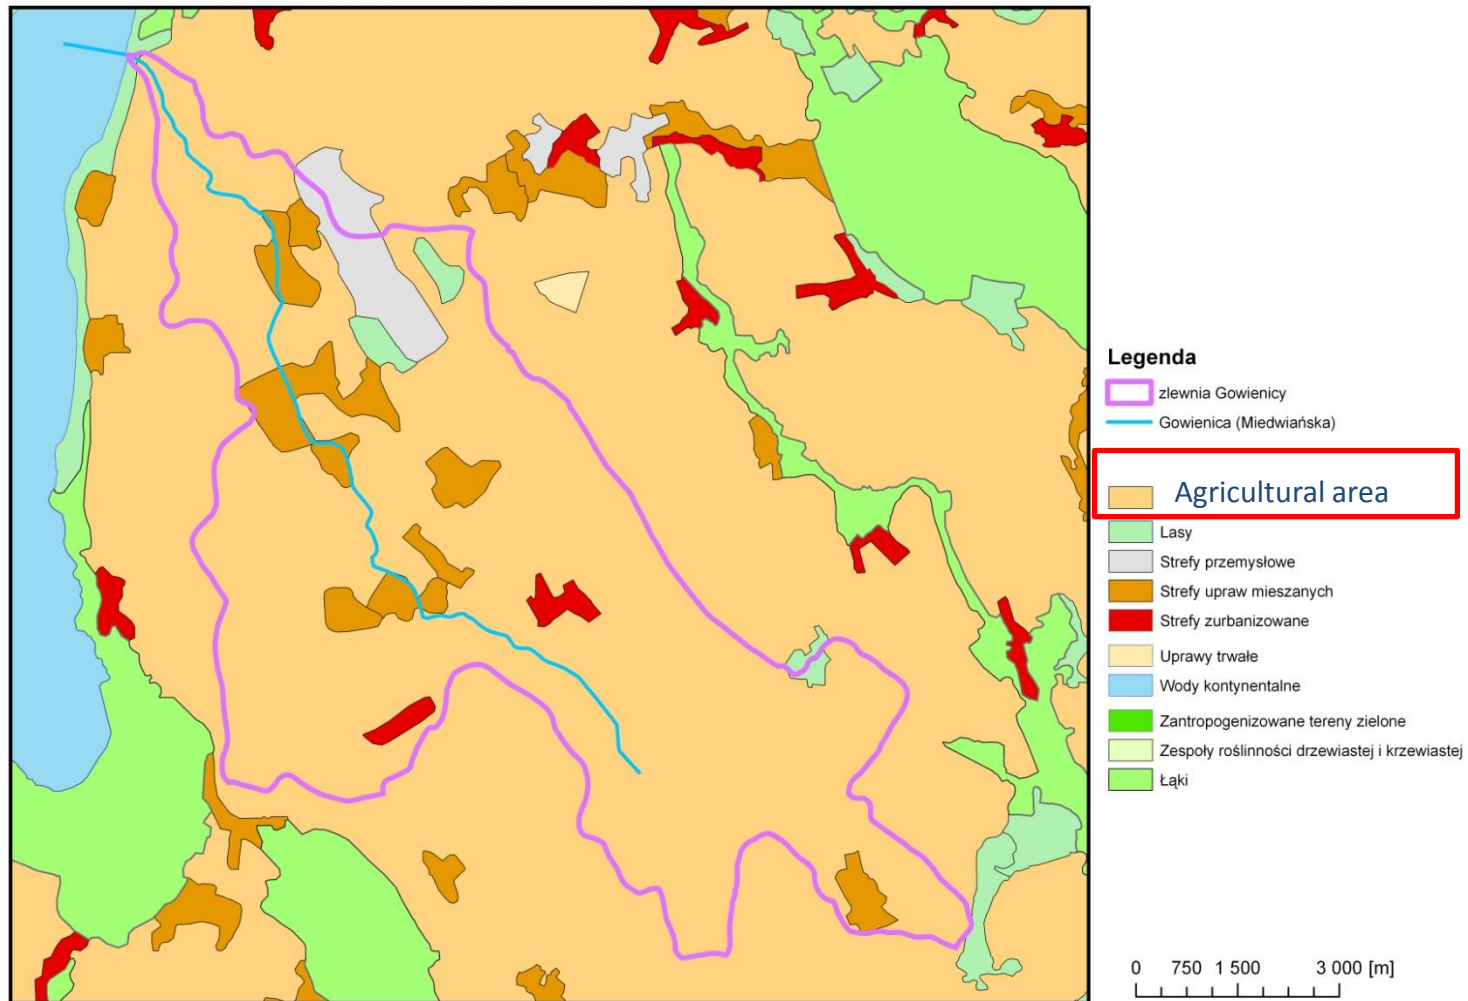 Legenda
zlewnia Gowienicy
Gowienica (Miedwiańska)
Agricultural area
Lasy
Strefy przemysłowe
Strefy upraw mieszanych
Strefy zurbanizowane
Uprawy trwałe
Wody kontynentalne
Zantropogenizowane tereny zielone
Zespoły roślinności drzewiastej i krzewiastej
Łąki
0 750 1 500 3 000 [m]